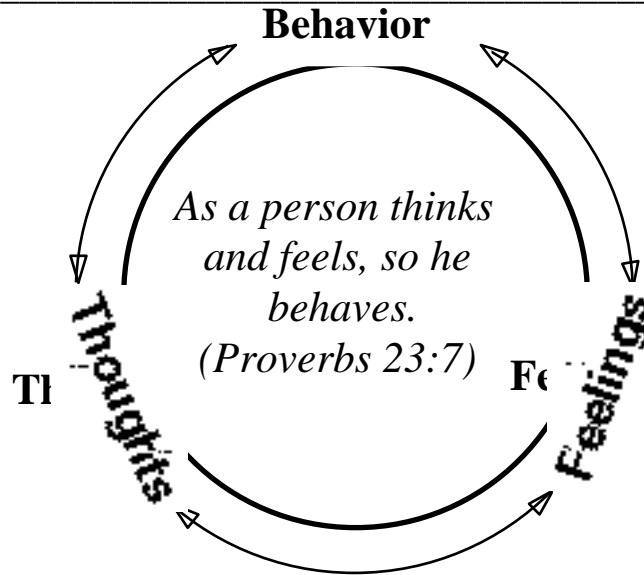 Behavior
As a person thinks
and feels, so he
behaves.
(Proverbs 23:7)
Thoughts
Feelings